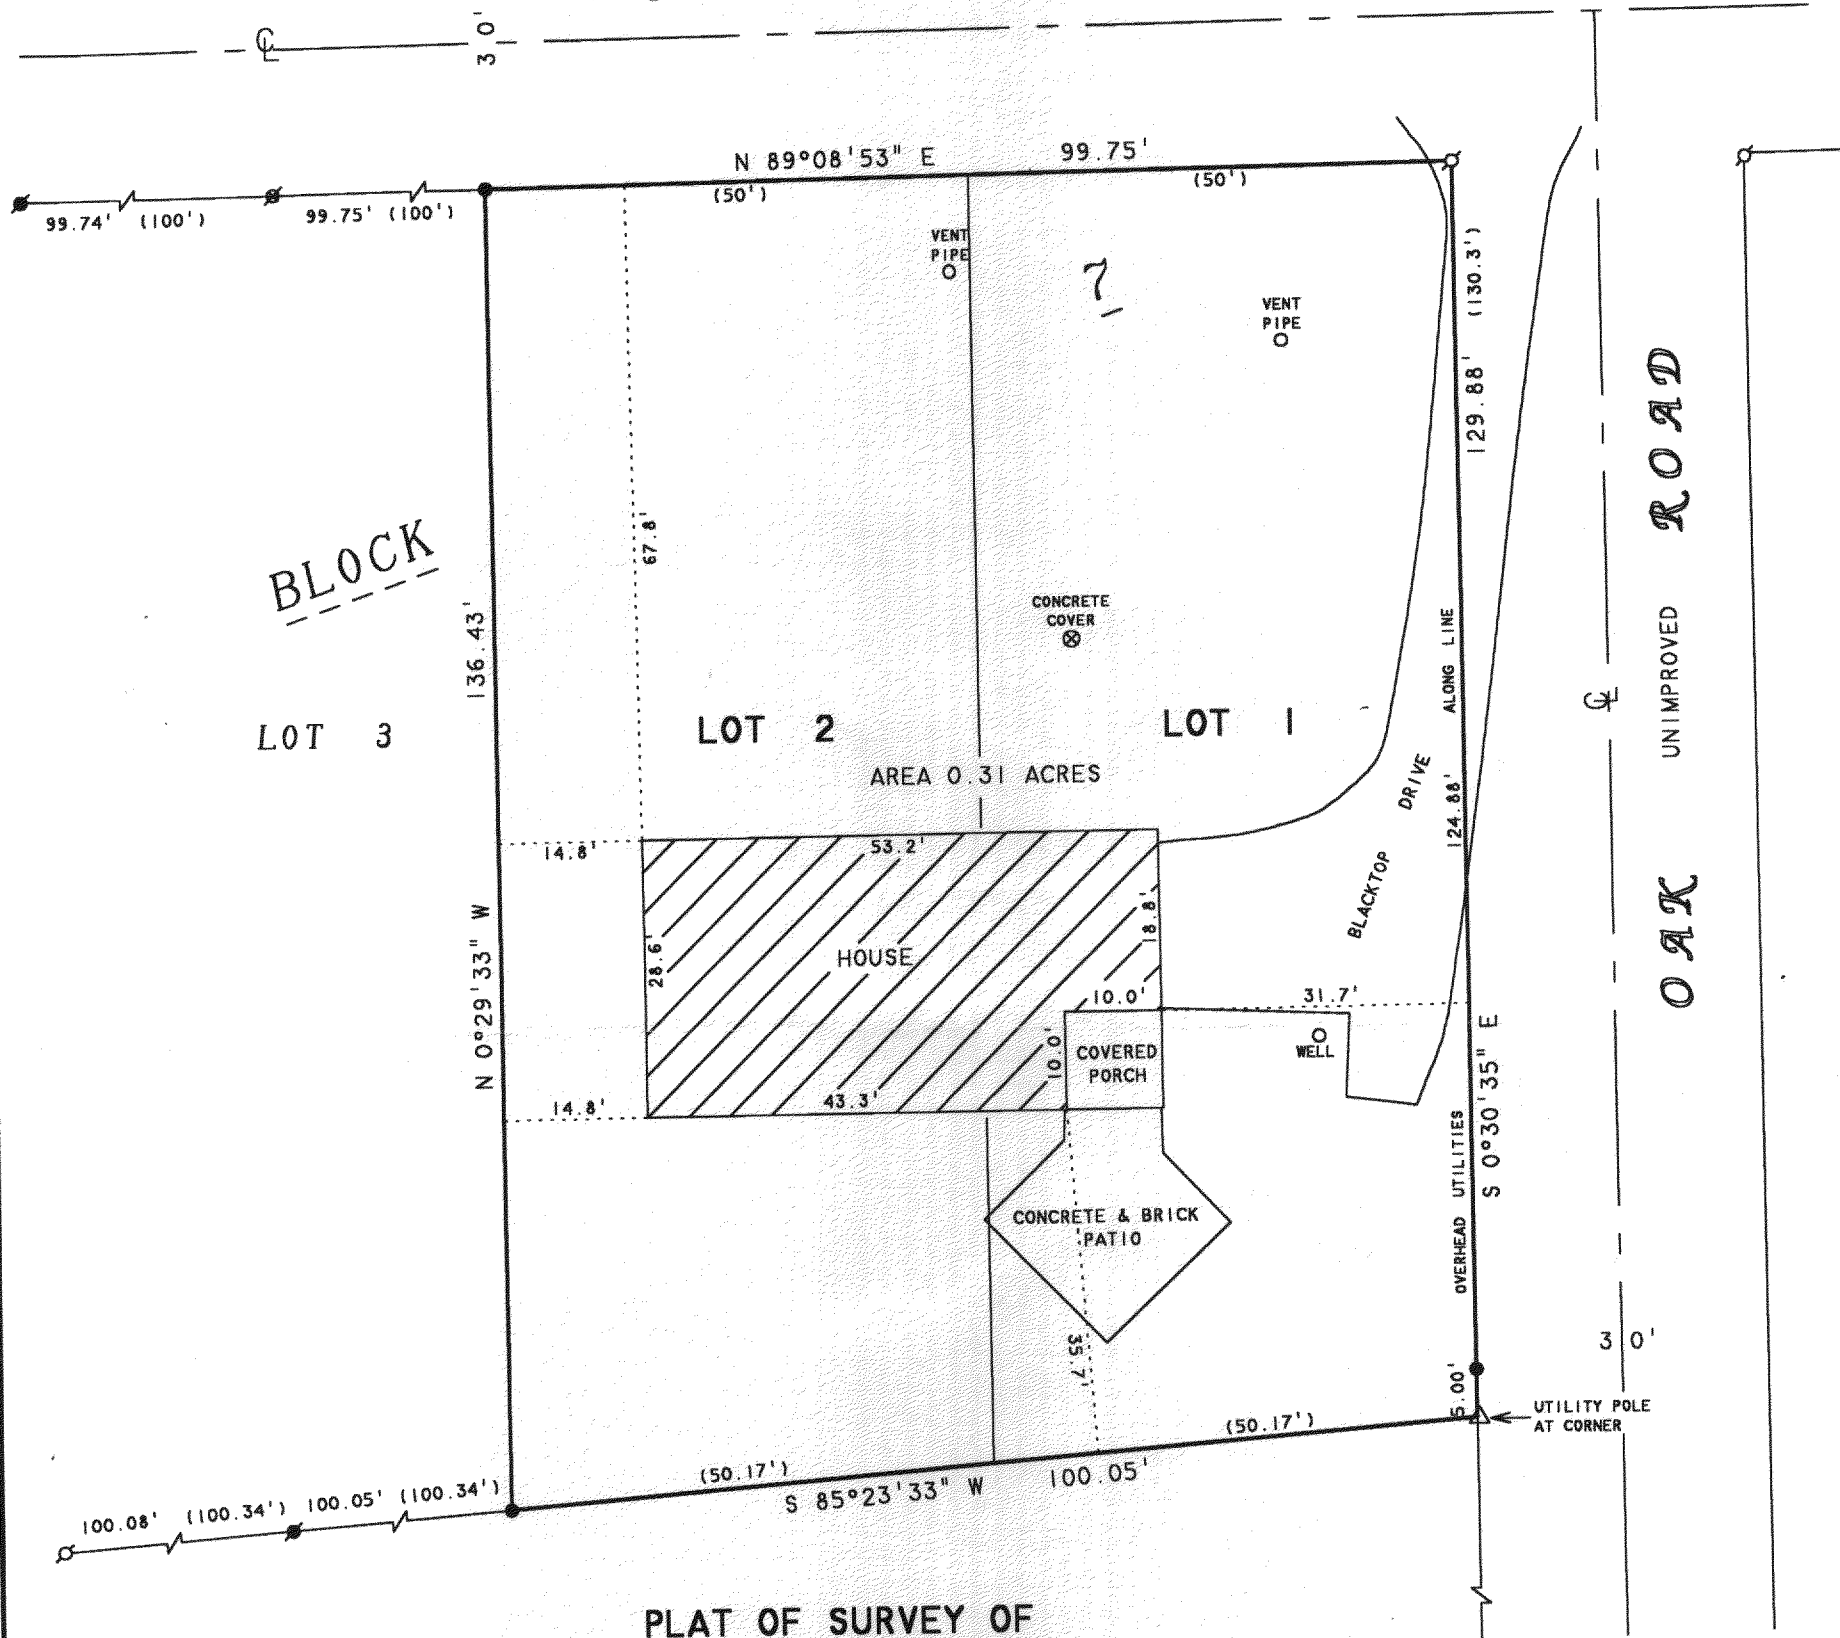 ℄
30'
N 89°08'53" E 99.75'
(50') (50')
99.74' (100') 99.75' (100')
VENT
PIPE
7
VENT
PIPE
(130.3')
129.88'
ROAD
67.8'
BLOCK
136.43'
CONCRETE
COVER
ALONG LINE
UNIMPROVED
℄
LOT 3
LOT 2
LOT 1
AREA 0.31 ACRES
BLACKTOP DRIVE
124.88'
14.8'
53.2'
18.8'
OAK
N 0°29'33" W
28.6'
HOUSE
10.0'
31.7'
10.0'
COVERED
PORCH
WELL
S 0°30'35" E
14.8'
43.3'
OVERHEAD UTILITIES
CONCRETE & BRICK
PATIO
35.7'
30'
5.00'
UTILITY POLE
AT CORNER
(50.17') (50.17')
S 85°23'33" W 100.05'
100.08' (100.34') 100.05' (100.34')
PLAT OF SURVEY OF